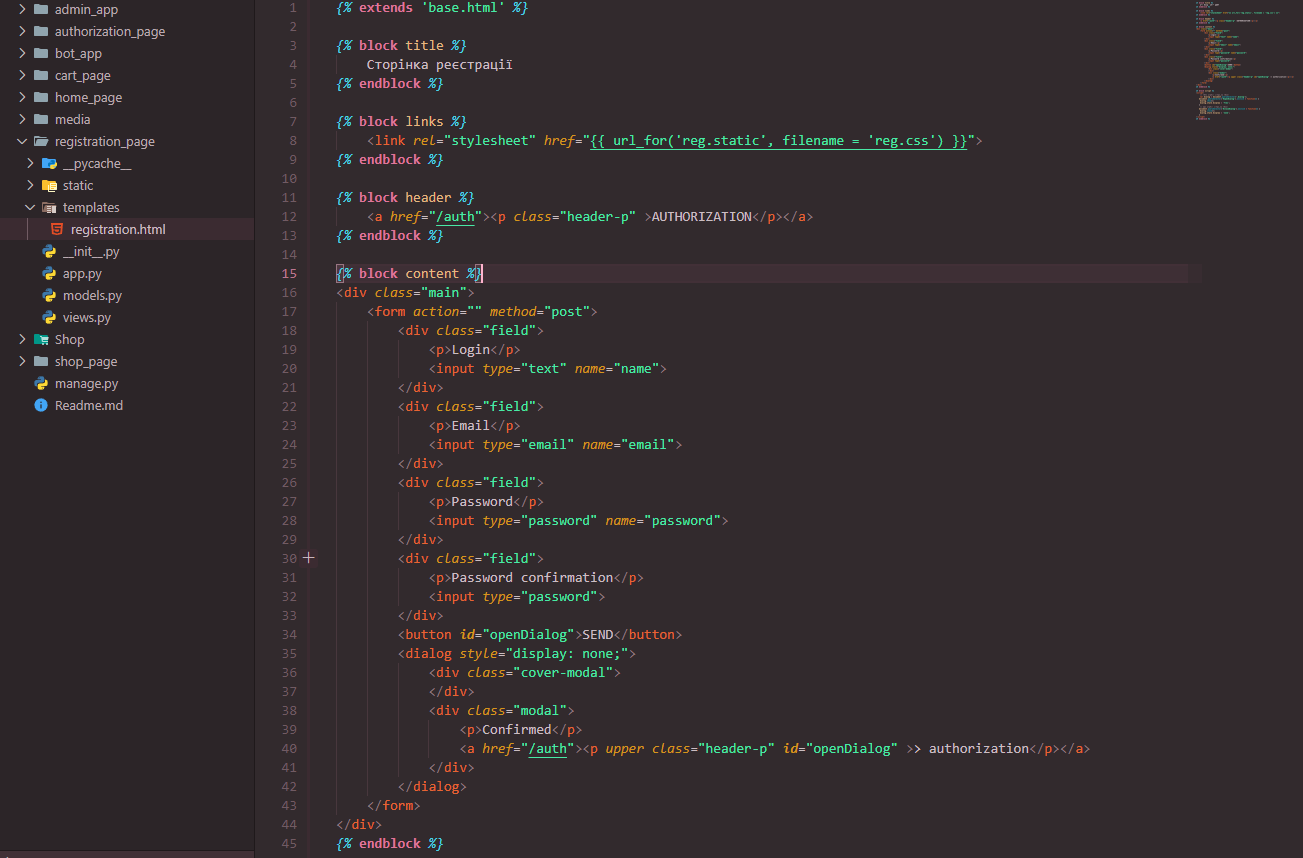 admin_app
authorization_page
bot_app
cart_page
home_page
media
registration_page
__pycache__
static
templates
registration.html
__init__.py
app.py
models.py
views.py
Shop
shop_page
manage.py
Readme.md
1 {% extends 'base.html' %}
2
3 {% block title %}
4 Сторінка реєстрації
5 {% endblock %}
6
7 {% block links %}
8 <link rel="stylesheet" href="{{ url_for('reg.static', filename = 'reg.css') }}">
9 {% endblock %}
10
11 {% block header %}
12 <a href="/auth"><p class="header-p" >AUTHORIZATION</p></a>
13 {% endblock %}
14
15 {% block content %}
16 <div class="main">
17 <form action="" method="post">
18 <div class="field">
19 <p>Login</p>
20 <input type="text" name="name">
21 </div>
22 <div class="field">
23 <p>Email</p>
24 <input type="email" name="email">
25 </div>
26 <div class="field">
27 <p>Password</p>
28 <input type="password" name="password">
29 </div>
30 <div class="field">
31 <p>Password confirmation</p>
32 <input type="password">
33 </div>
34 <button id="openDialog">SEND</button>
35 <dialog style="display: none;">
36 <div class="cover-modal">
37 </div>
38 <div class="modal">
39 <p>Confirmed</p>
40 <a href="/auth"><p upper class="header-p" id="openDialog" >> authorization</p></a>
41 </div>
42 </dialog>
43 </form>
44 </div>
45 {% endblock %}